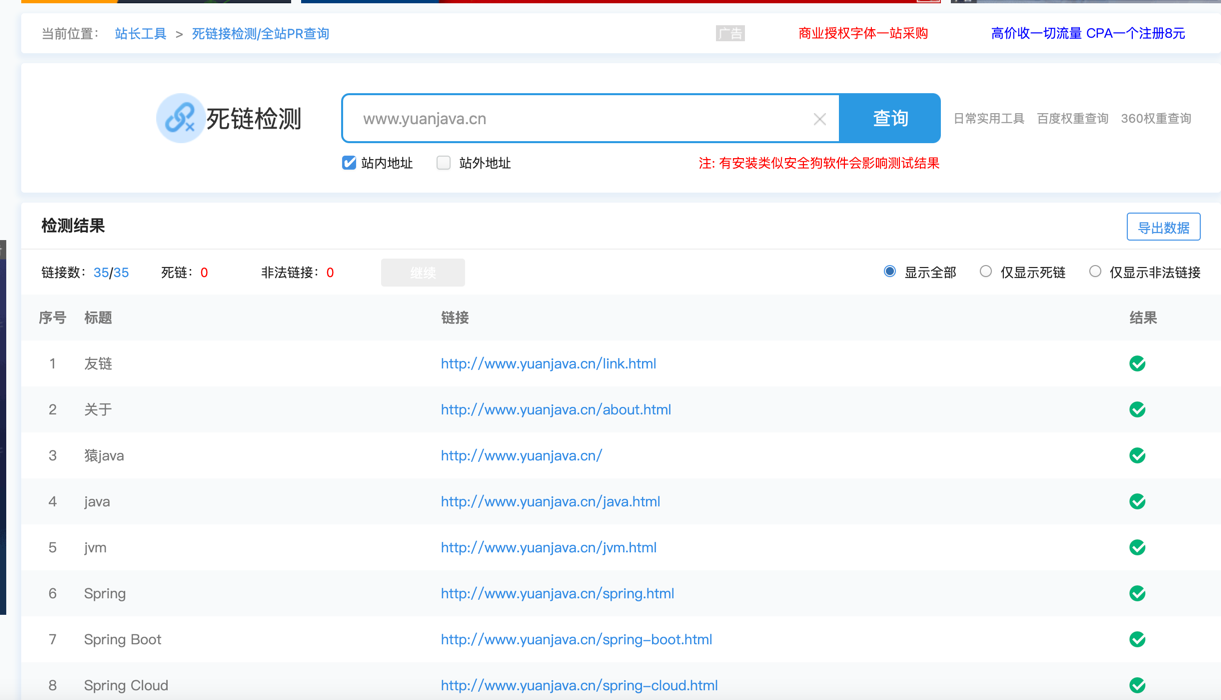 当前位置： 站长工具 > 死链接检测/全站PR查询 广告 商业授权字体一站采购 高价收一切流量 CPA一个注册8元
死链检测 www.yuanjava.cn 查询 日常实用工具 百度权重查询 360权重查询
站内地址 站外地址 注: 有安装类似安全狗软件会影响测试结果
检测结果 导出数据
链接数：35/35 死链：0 非法链接：0 继续 显示全部 仅显示死链 仅显示非法链接
序号 标题 链接 结果
1 友链 http://www.yuanjava.cn/link.html
2 关于 http://www.yuanjava.cn/about.html
3 猿java http://www.yuanjava.cn/
4 java http://www.yuanjava.cn/java.html
5 jvm http://www.yuanjava.cn/jvm.html
6 Spring http://www.yuanjava.cn/spring.html
7 Spring Boot http://www.yuanjava.cn/spring-boot.html
8 Spring Cloud http://www.yuanjava.cn/spring-cloud.html